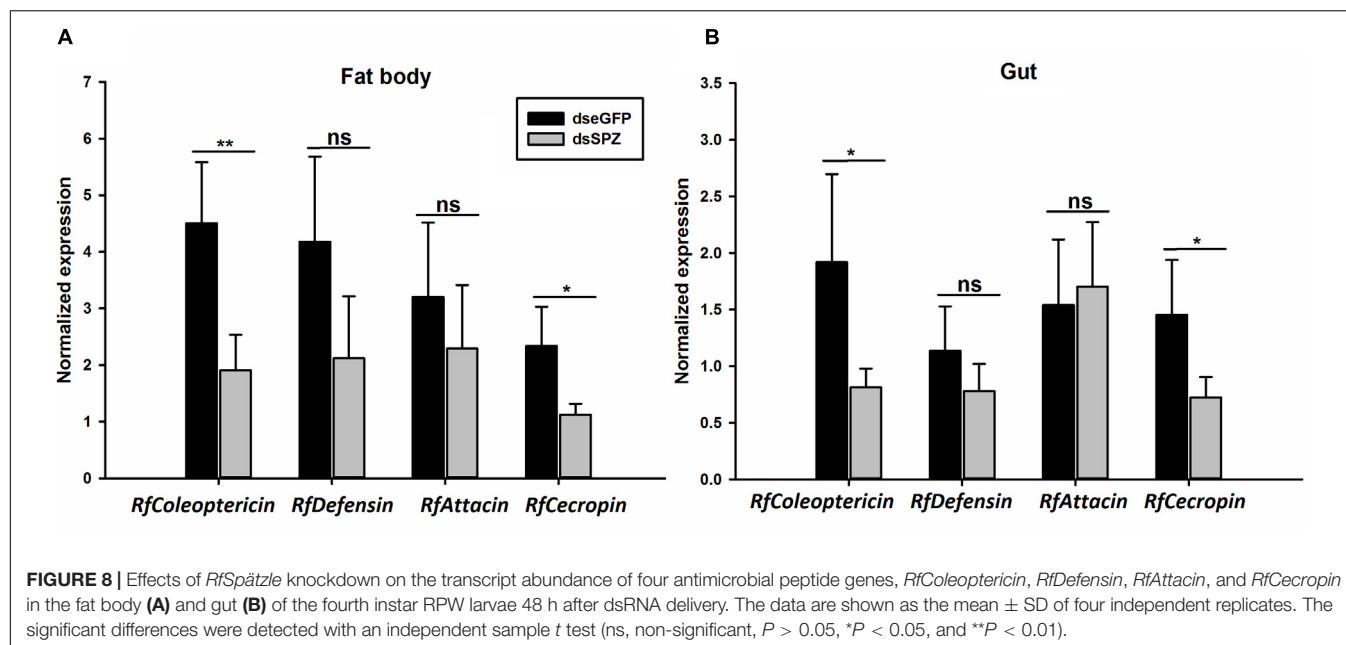 A
Fat body
7
6
5
4
3
2
1
0
Normalized expression
dseGFP
dsSPZ
**
ns
ns
*
RfColeoptericin RfDefensin RfAttacin RfCecropin
B
Gut
3.5
3.0
2.5
2.0
1.5
1.0
0.5
0.0
Normalized expression
*
ns
ns
*
RfColeoptericin RfDefensin RfAttacin RfCecropin
FIGURE 8 | Effects of RfSpätzle knockdown on the transcript abundance of four antimicrobial peptide genes, RfColeoptericin, RfDefensin, RfAttacin, and RfCecropin
in the fat body (A) and gut (B) of the fourth instar RPW larvae 48 h after dsRNA delivery. The data are shown as the mean ± SD of four independent replicates. The
significant differences were detected with an independent sample t test (ns, non-significant, P > 0.05, *P < 0.05, and **P < 0.01).